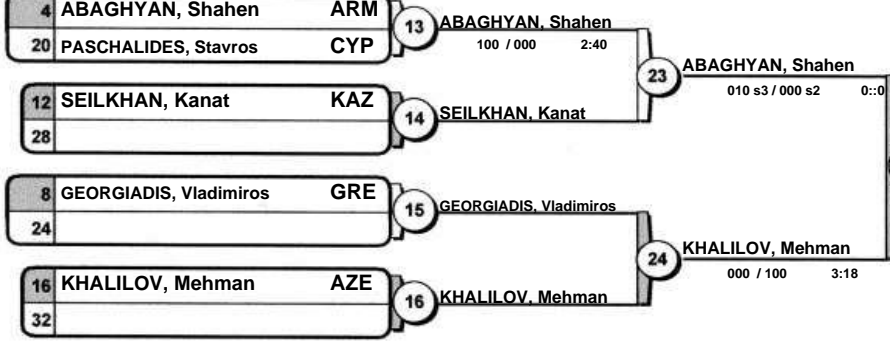 4 ABAGHYAN, Shahen ARM
20 PASCHALIDES, Stavros CYP
13 ABAGHYAN, Shahen
100 / 000 2:40
12 SEILKHAN, Kanat KAZ
28
14 SEILKHAN, Kanat
23 ABAGHYAN, Shahen
010 s3 / 000 s2 0::0
8 GEORGIADIS, Vladimiros GRE
24
15 GEORGIADIS, Vladimiros
16 KHALILOV, Mehman AZE
32
16 KHALILOV, Mehman
24 KHALILOV, Mehman
000 / 100 3:18